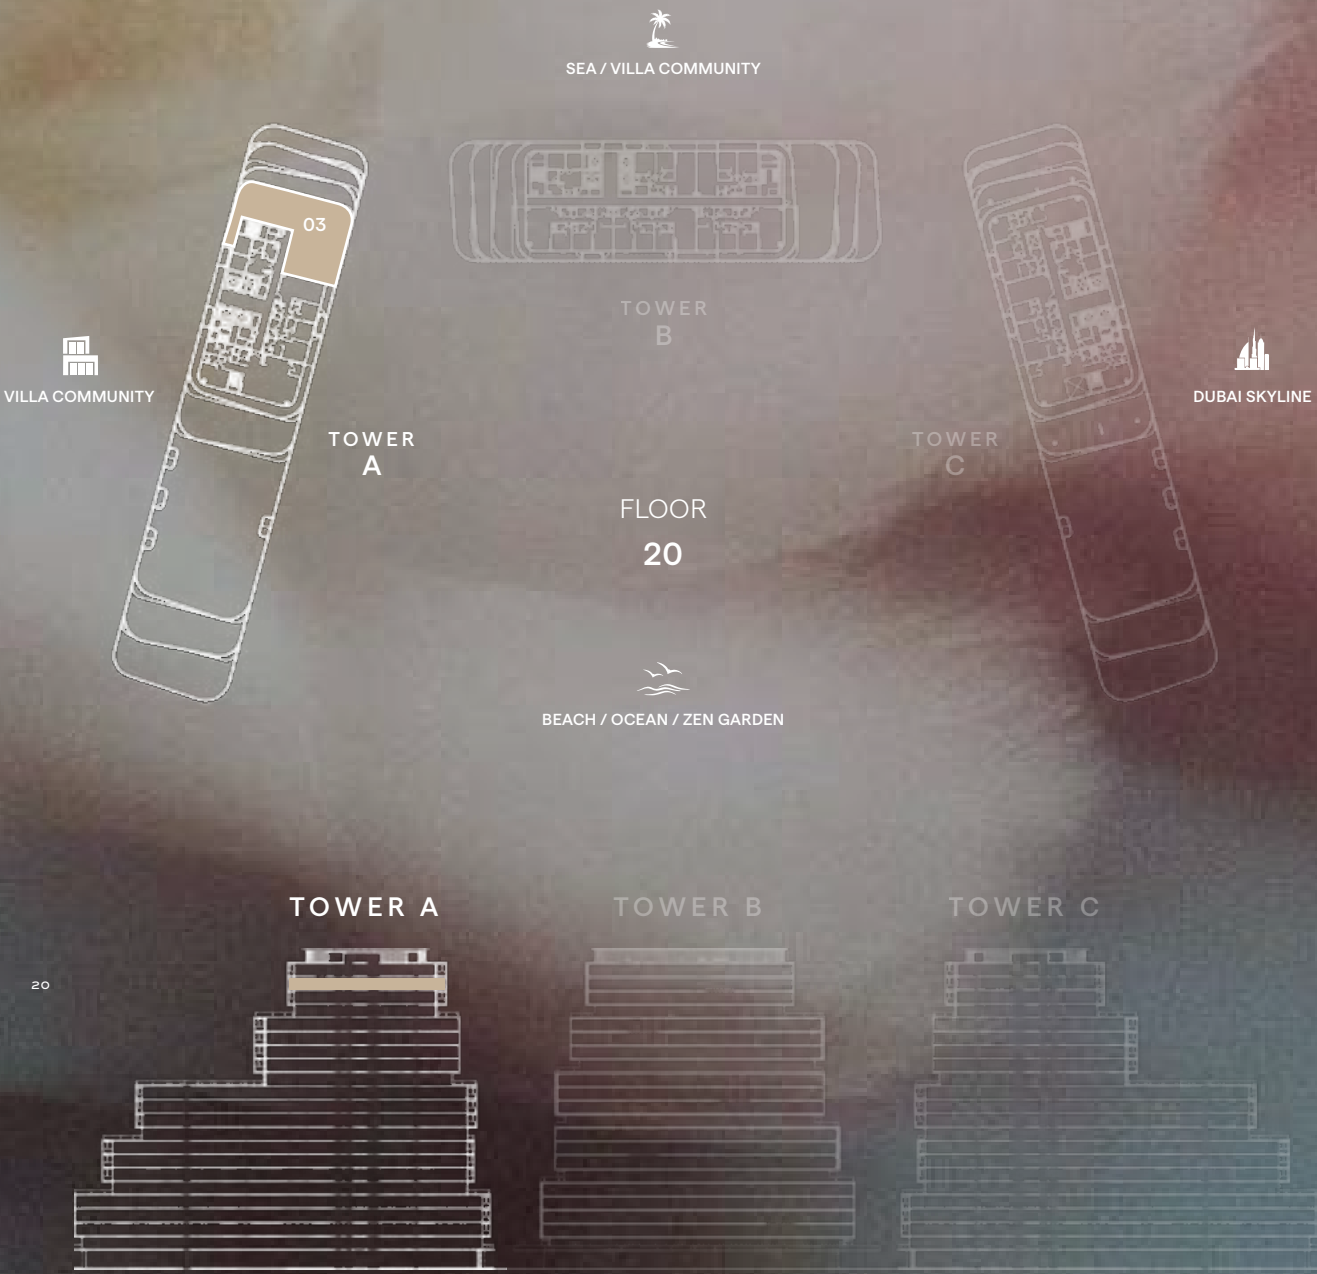 SEA / VILLA COMMUNITY
03
TOWER
B
VILLA COMMUNITY
DUBAI SKYLINE
TOWER
A
TOWER
C
FLOOR
20
BEACH / OCEAN / ZEN GARDEN
TOWER A
TOWER B
TOWER C
20